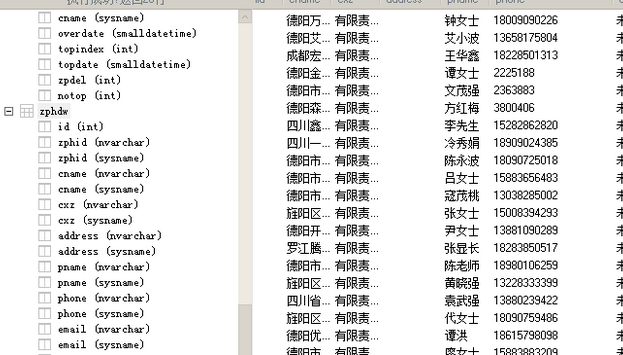 执行成功!返回20行
cname (sysname)
overdate (smalldatetime)
topindex (int)
topdate (smalldatetime)
zpdel (int)
notop (int)
zphdw
id (int)
zphid (nvarchar)
zphid (sysname)
cname (nvarchar)
cname (sysname)
cxz (nvarchar)
cxz (sysname)
address (nvarchar)
address (sysname)
pname (nvarchar)
pname (sysname)
phone (nvarchar)
phone (sysname)
email (nvarchar)
email (sysname)
id cname cxz address pname phone
德阳万... 有限责... 钟女士 18009090226 未
德阳艾... 有限责... 艾小波 13658175804 未
成都宏... 有限责... 王华鑫 18228501313 未
德阳金... 有限责... 谭女士 2225188 未
德阳市... 有限责... 文茂强 2363883 未
德阳森... 有限责... 方红梅 3800406 未
四川鑫... 有限责... 李先生 15282862820 未
四川一... 有限责... 冷秀娟 18909024385 未
德阳市... 有限责... 陈永波 18090725018 未
德阳市... 有限责... 吕女士 15883656483 未
德阳市... 有限责... 寇茂桃 13038285002 未
旌阳区... 有限责... 张女士 15008394293 未
德阳开... 有限责... 尹女士 13881090289 未
罗江腾... 有限责... 张显长 18283850517 未
德阳市... 有限责... 陈老师 18980106259 未
旌阳区... 有限责... 黄晓强 13228333399 未
四川省... 有限责... 袁武强 13880239422 未
旌阳区... 有限责... 代女士 18090759486 未
德阳优... 有限责... 谭洪 18615798098 未
德阳市... 有限责... 廖女士 15883883209 未